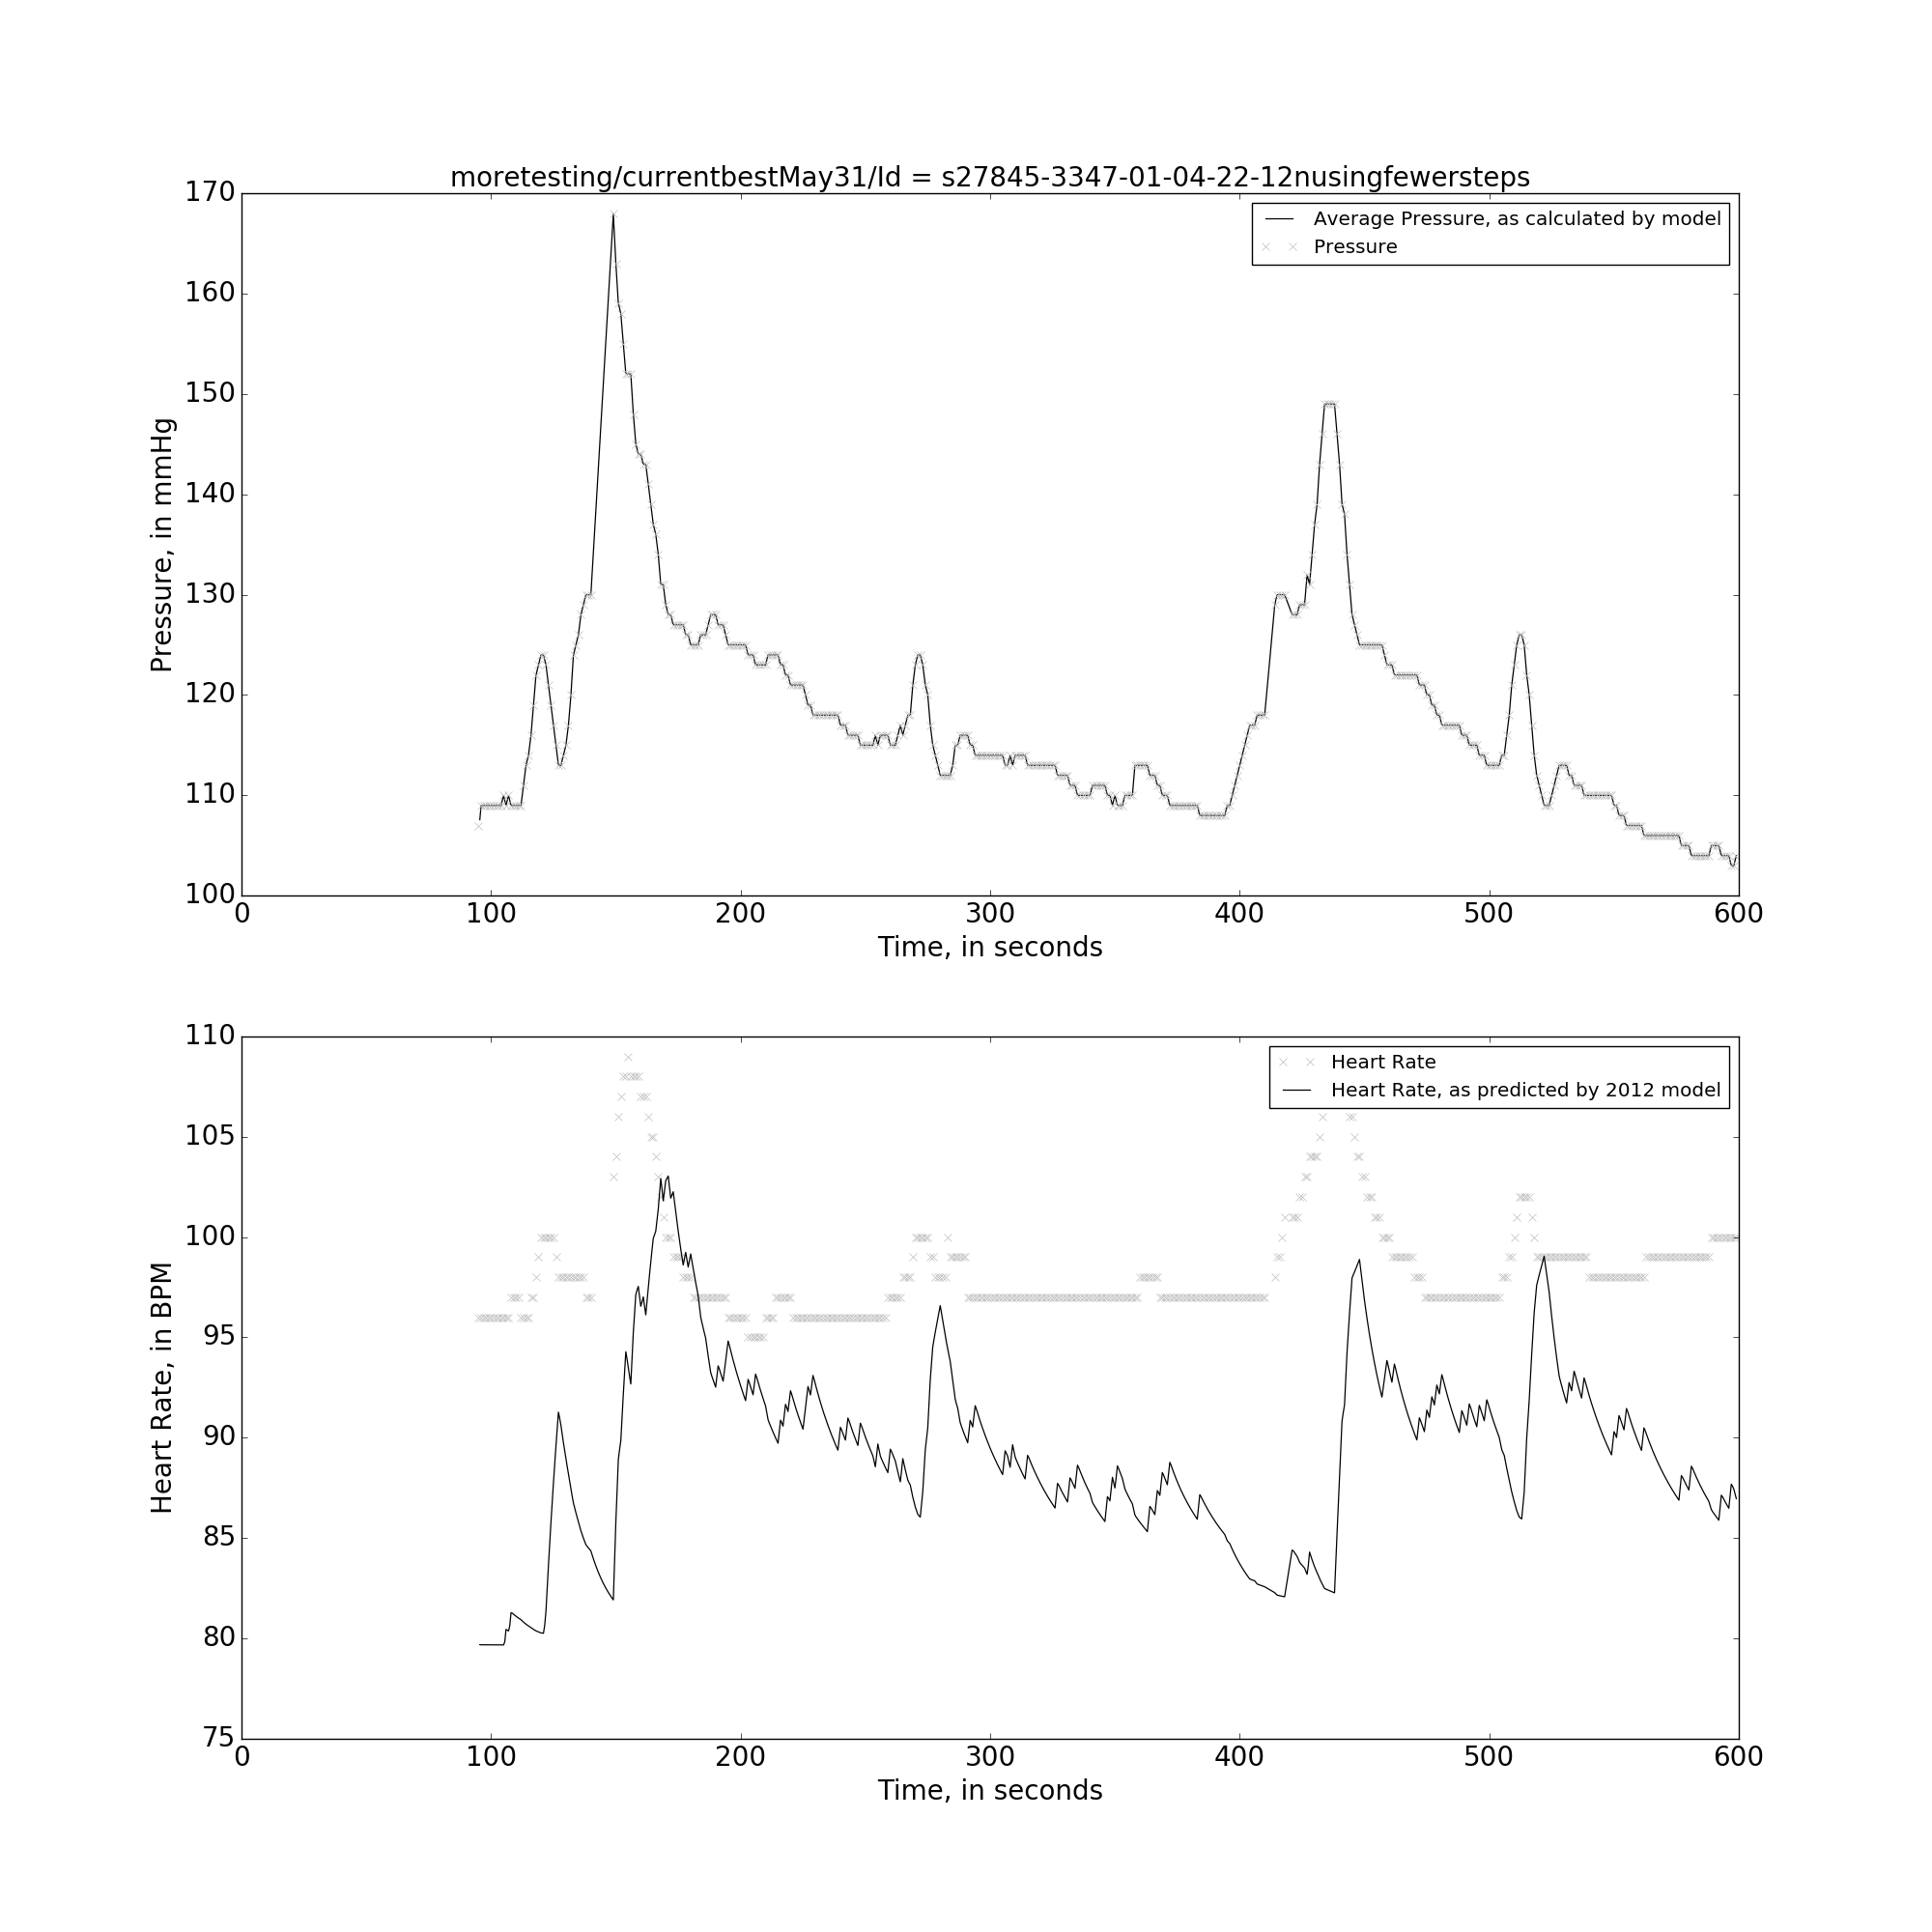 moretesting/currentbestMay31/Id = s27845-3347-01-04-22-12nusingfewersteps
170
160
150
140
130
120
110
100
Pressure, in mmHg
Average Pressure, as calculated by model
Pressure
0 100 200 300 400 500 600
Time, in seconds
110
105
100
95
90
85
80
75
Heart Rate, in BPM
Heart Rate
Heart Rate, as predicted by 2012 model
0 100 200 300 400 500 600
Time, in seconds